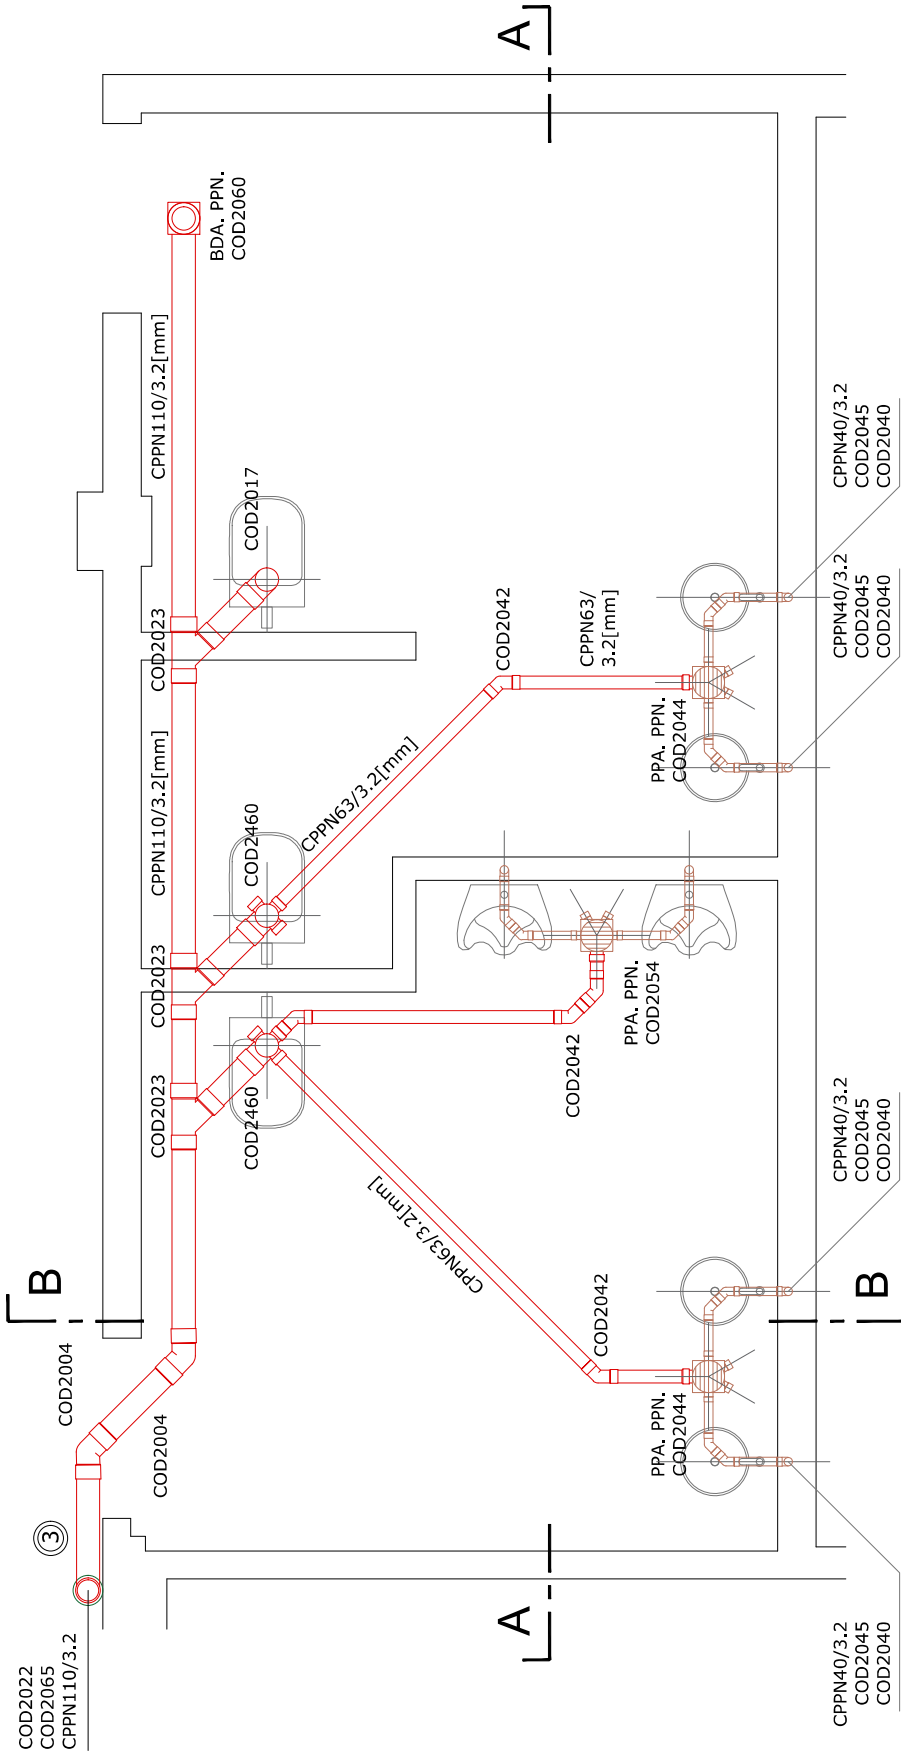 A
BDA. PPN.
COD2060
CPPN110/3.2[mm]
COD2017
COD2023
CPPN110/3.2[mm]
COD2042
CPPN63/
3.2[mm]
CPPN40/3.2
COD2045
COD2040
CPPN40/3.2
COD2045
COD2040
PPA. PPN.
COD2044
CPPN63/3.2[mm]
COD2460
COD2023
COD2023
COD2460
COD2042
PPA. PPN.
COD2054
CPPN63/3.2[mm]
COD2042
CPPN40/3.2
COD2045
COD2040
B
B
COD2004
COD2004
PPA. PPN.
COD2044
3
A
COD2022
COD2065
CPPN110/3.2
CPPN40/3.2
COD2045
COD2040